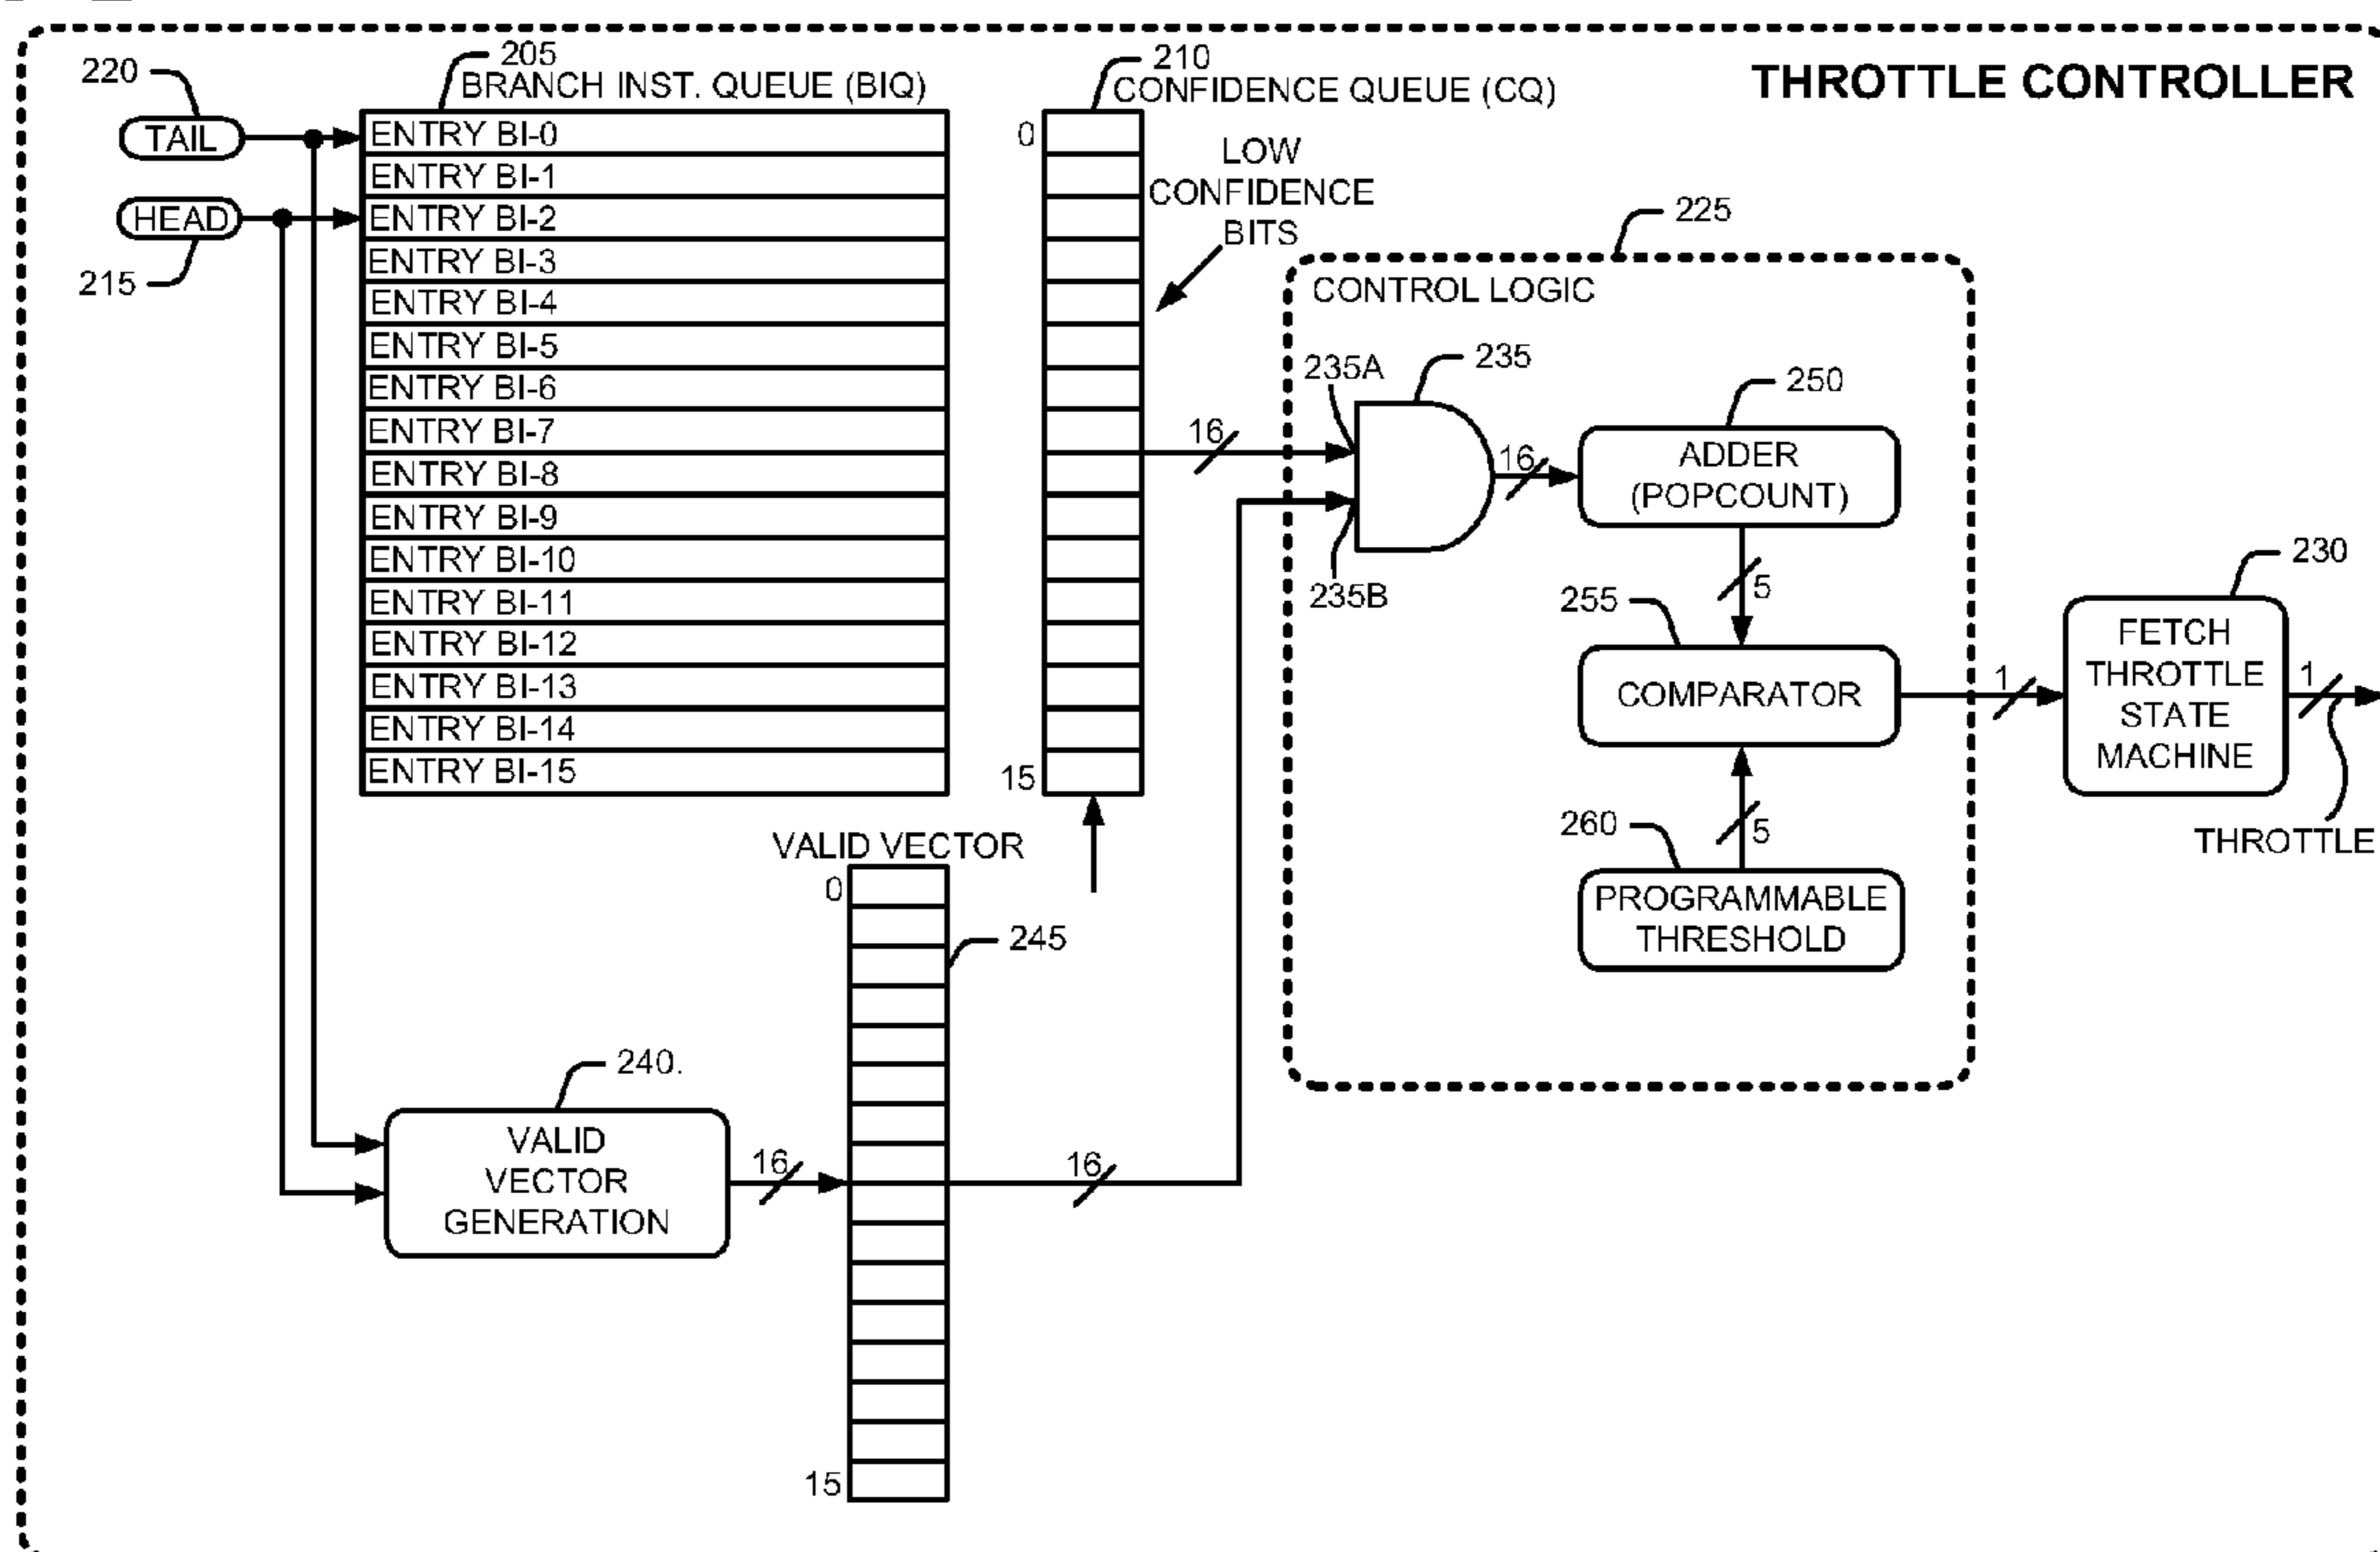 THROTTLE CONTROLLER
205
BRANCH INST. QUEUE (BIQ)
210
CONFIDENCE QUEUE (CQ)
220
TAIL
HEAD
215
ENTRY BI-0
ENTRY BI-1
ENTRY BI-2
ENTRY BI-3
ENTRY BI-4
ENTRY BI-5
ENTRY BI-6
ENTRY BI-7
ENTRY BI-8
ENTRY BI-9
ENTRY BI-10
ENTRY BI-11
ENTRY BI-12
ENTRY BI-13
ENTRY BI-14
ENTRY BI-15
0
15
LOW
CONFIDENCE
BITS
225
CONTROL LOGIC
235A
235
235B
16
16
250
ADDER
(POPCOUNT)
5
255
COMPARATOR
5
260
PROGRAMMABLE
THRESHOLD
1
230
FETCH
THROTTLE
STATE
MACHINE
1
THROTTLE
VALID VECTOR
0
245
15
240.
VALID
VECTOR
GENERATION
16
16